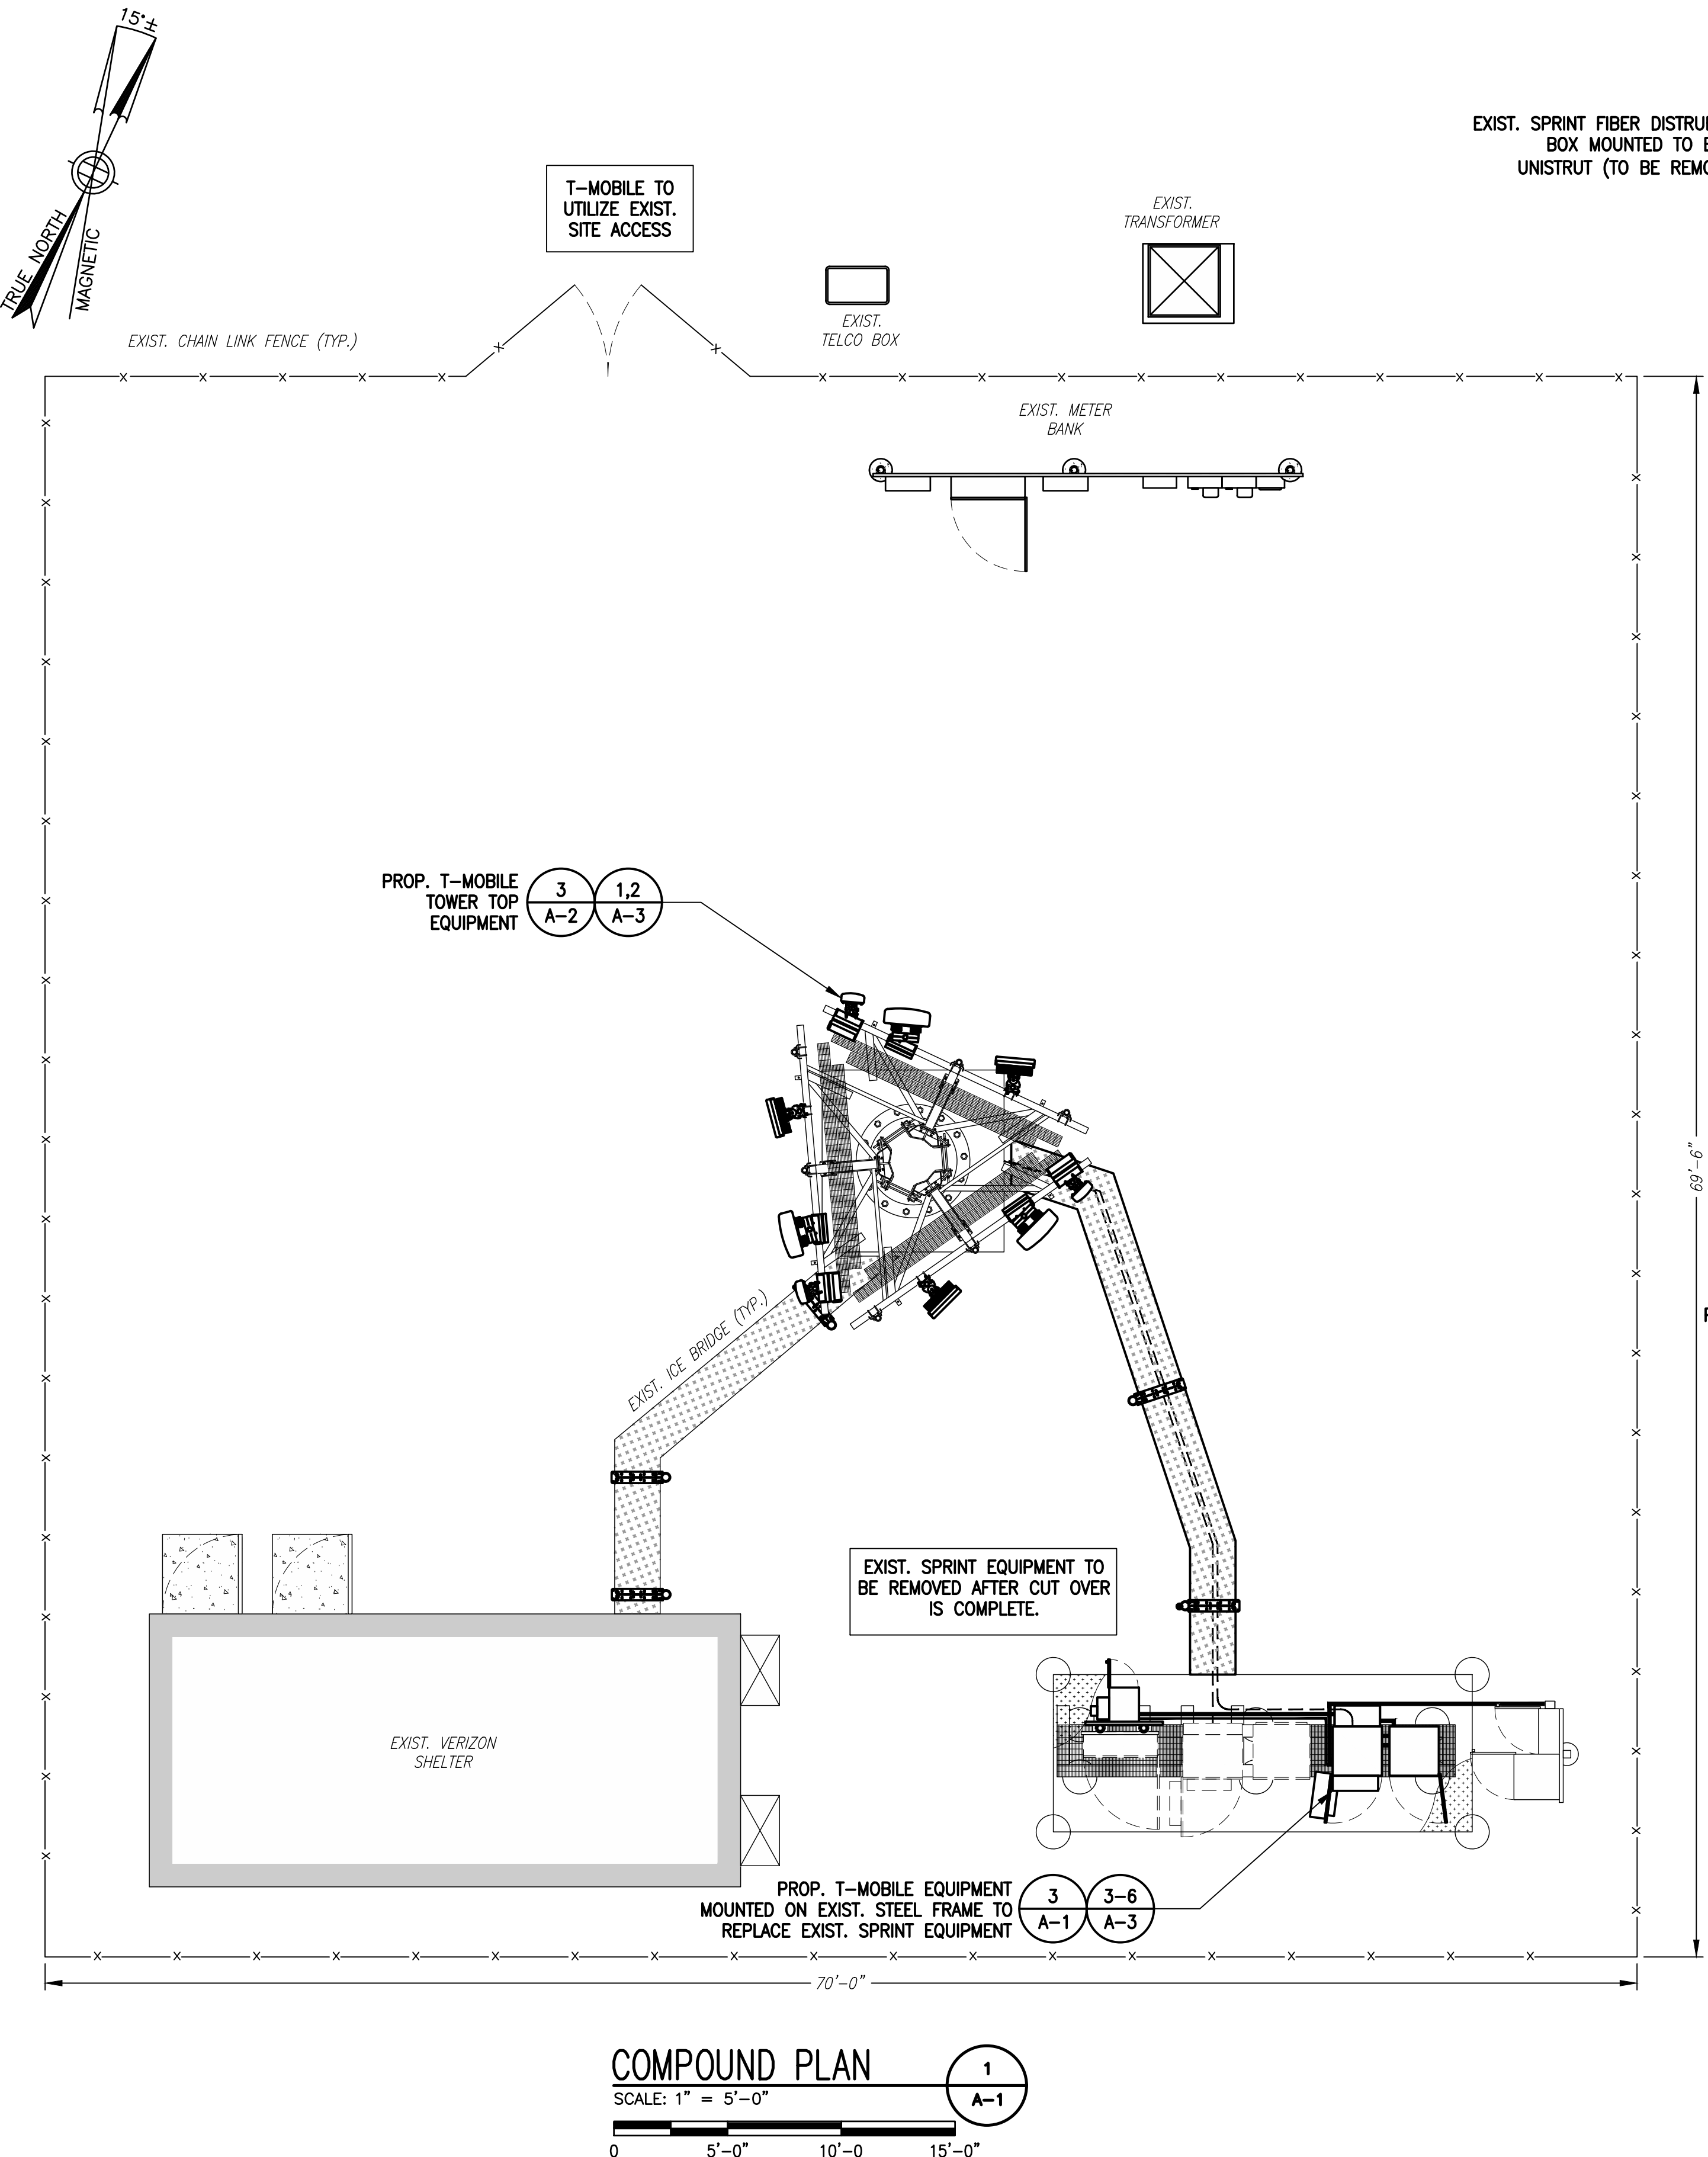 15°±
TRUE NORTH
MAGNETIC
T-MOBILE TO
UTILIZE EXIST.
SITE ACCESS
EXIST. SPRINT FIBER
BOX MOUNTED TO
UNISTRUT (TO BE
EXIST.
TRANSFORMER
EXIST.
TELCO BOX
EXIST. CHAIN LINK FENCE (TYP.)
EXIST. METER
BANK
PROP. T-MOBILE
TOWER TOP
EQUIPMENT
3
A-2
1,2
A-3
69'-6"
EXIST. ICE BRIDGE (TYP.)
EXIST. SPRINT EQUIPMENT TO
BE REMOVED AFTER CUT OVER
IS COMPLETE.
EXIST. VERIZON
SHELTER
PROP. T-MOBILE EQUIPMENT
MOUNTED ON EXIST. STEEL FRAME TO
REPLACE EXIST. SPRINT EQUIPMENT
3
A-1
3-6
A-3
70'-0"
COMPOUND PLAN
1
A-1
SCALE: 1" = 5'-0"
0 5'-0" 10'-0 15'-0"